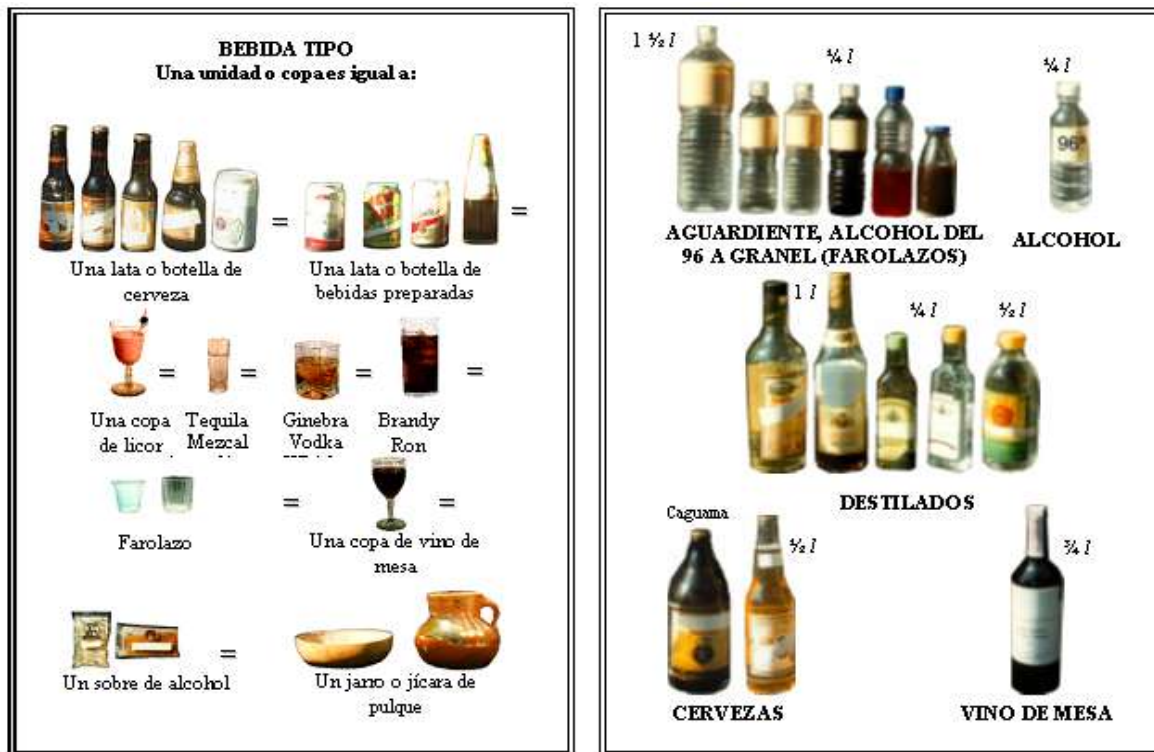 BEBIDA TIPO
Una unidad o copa es igual a:
=
=
Una lata o botella de
cerveza
Una lata o botella de
bebidas preparadas
=
=
=
=
Una copa
de licor
Tequila
Mezcal
Ginebra
Vodka
Brandy
Ron
=
=
Farolazo
Una copa de vino de
mesa
=
Un sobre de alcohol
Un jarro o jícara de
pulque
1 ½ l
¼ l
¼ l
96°
AGUARDIENTE, ALCOHOL DEL
96 A GRANEL (FAROLAZOS)
ALCOHOL
1 l
¼ l
½ l
DESTILADOS
Caguama
½ l
¾ l
CERVEZAS
VINO DE MESA